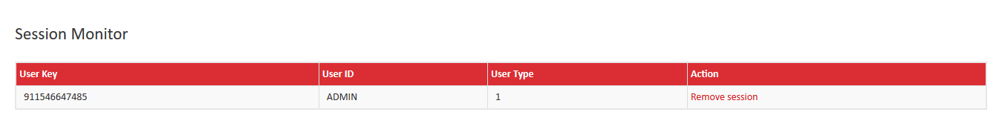 Session Monitor
User Key User ID User Type Action
911546647485 ADMIN 1 Remove session